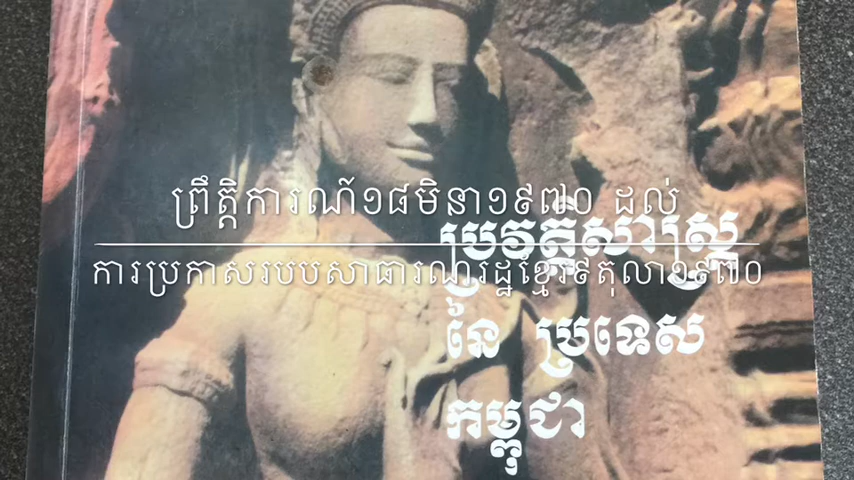 ព្រឹត្តិការណ៍១៨មិនា១៩៧០ ដល់
ការប្រកាសរបបសាធារណរដ្ឋខ្មែរ៩តុលា១៩៧០
ប្រវត្តិសាស្ត្រ
នៃ ប្រទេស
កម្ពុជា